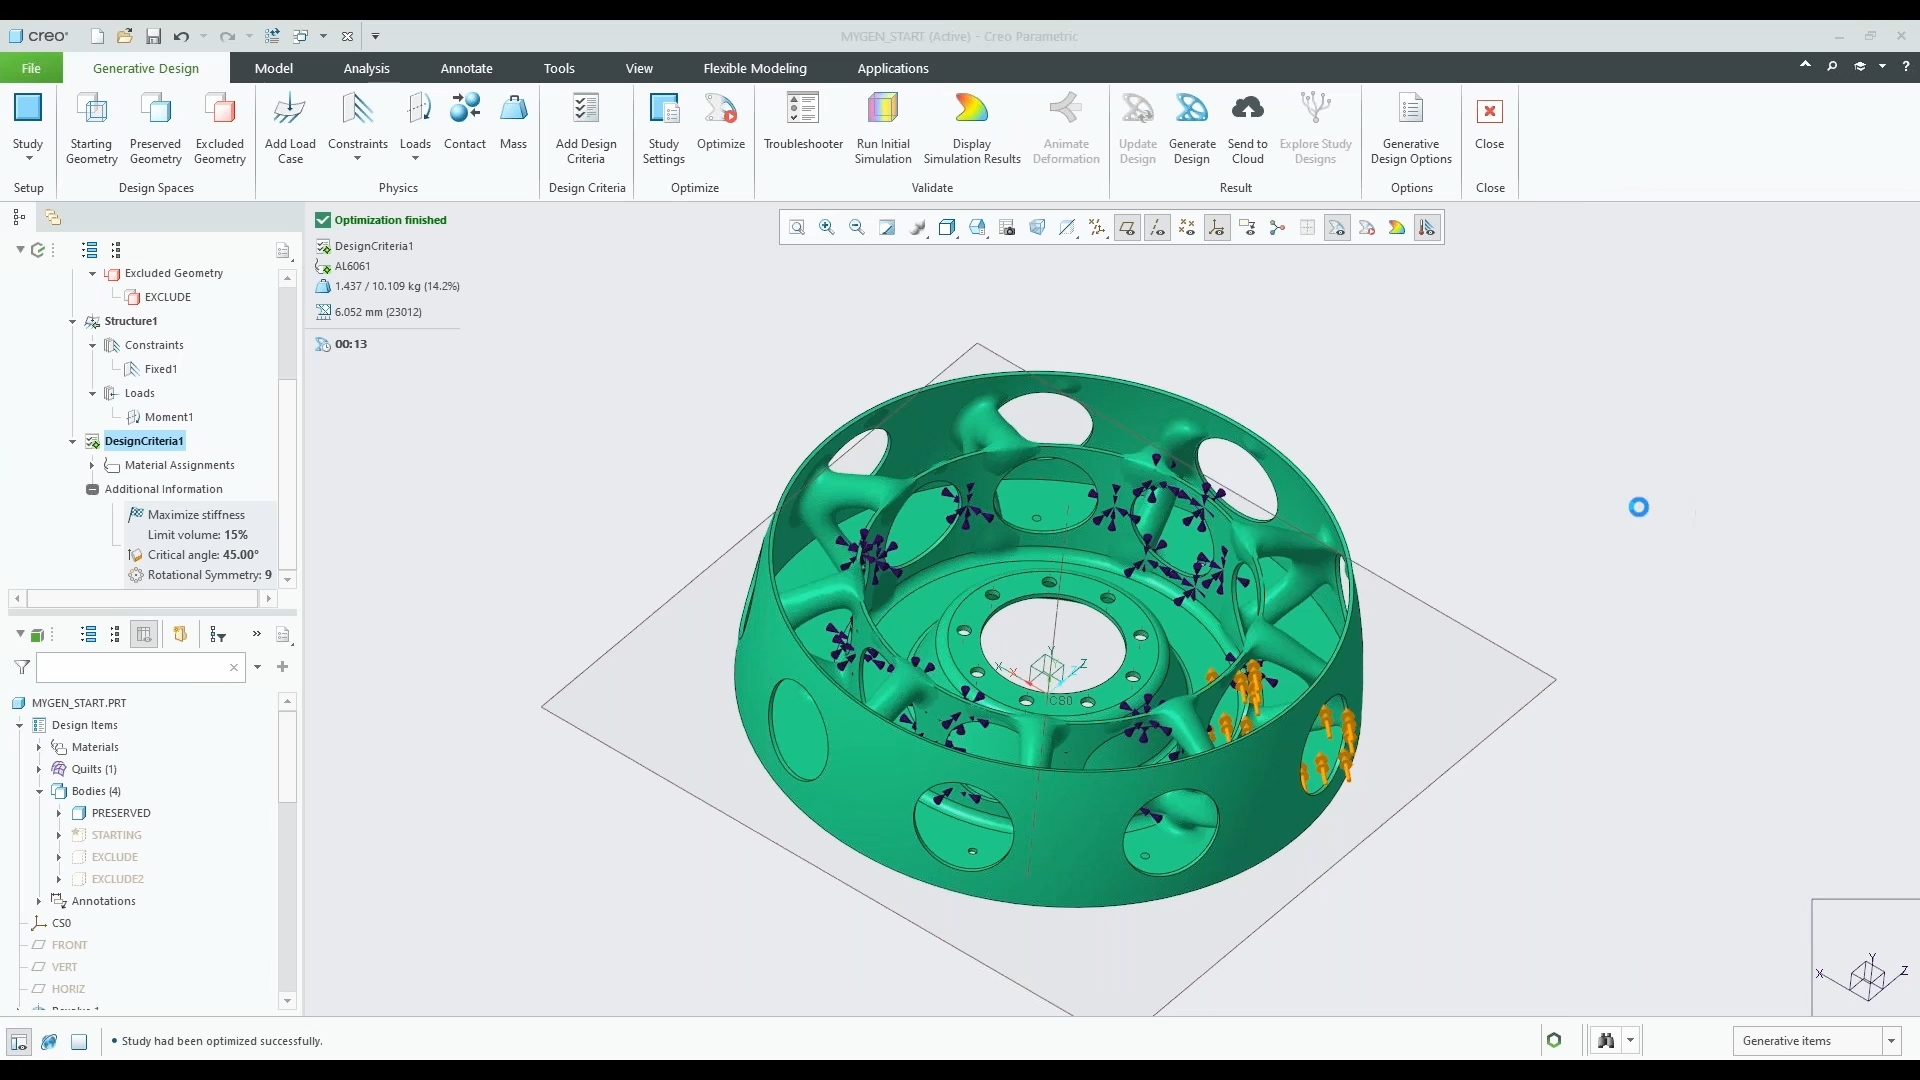 creo
MYGEN_START (Active) - Creo Parametric
File
Generative Design
Model
Analysis
Annotate
Tools
View
Flexible Modeling
Applications
?
Study
Starting Geometry
Preserved Geometry
Excluded Geometry
Add Load Case
Constraints
Loads
Contact
Mass
Add Design Criteria
Study Settings
Optimize
Troubleshooter
Run Initial Simulation
Display Simulation Results
Animate Deformation
Update Design
Generate Design
Send to Cloud
Explore Study Designs
Generative Design Options
Close
Setup
Design Spaces
Physics
Design Criteria
Optimize
Validate
Result
Options
Close
Excluded Geometry
EXCLUDE
Structure1
Constraints
Fixed1
Loads
Moment1
DesignCriteria1
Material Assignments
Additional Information
Maximize stiffness
Limit volume: 15%
Critical angle: 45.00°
Rotational Symmetry: 9
Optimization finished
DesignCriteria1
AL6061
1.437 / 10.109 kg (14.2%)
6.052 mm (23012)
00:13
MYGEN_START.PRT
Design Items
Materials
Quilts (1)
Bodies (4)
PRESERVED
STARTING
EXCLUDE
EXCLUDE2
Annotations
CS0
FRONT
VERT
HORIZ
X
X
Y
Z
CS0
X
Y
Z
• Study had been optimized successfully.
Generative items